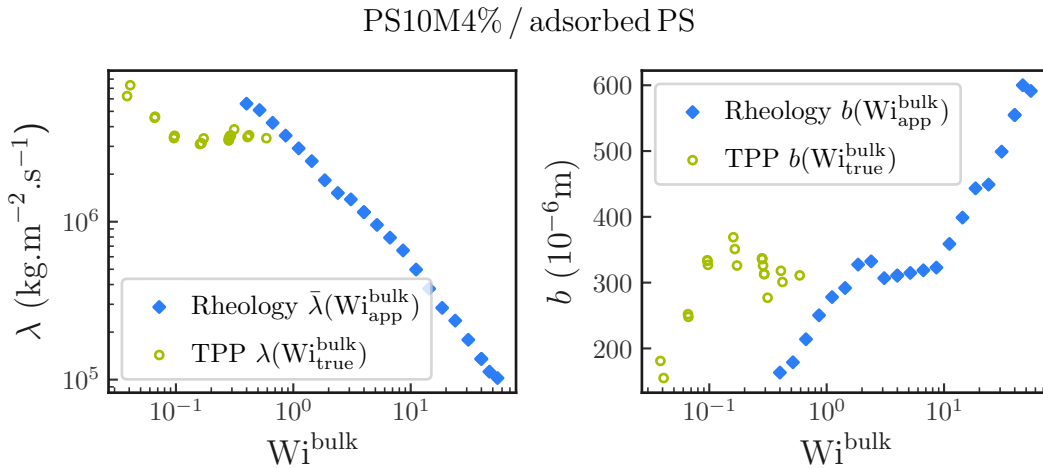 PS10M4% / adsorbed PS
λ (kg.m⁻².s⁻¹)
10⁶
10⁵
Rheology λ̄(Wi_app^bulk)
TPP λ(Wi_true^bulk)
10⁻¹ 10⁰ 10¹
Wi^bulk
b (10⁻⁶m)
600
500
400
300
200
Rheology b(Wi_app^bulk)
TPP b(Wi_true^bulk)
10⁻¹ 10⁰ 10¹
Wi^bulk